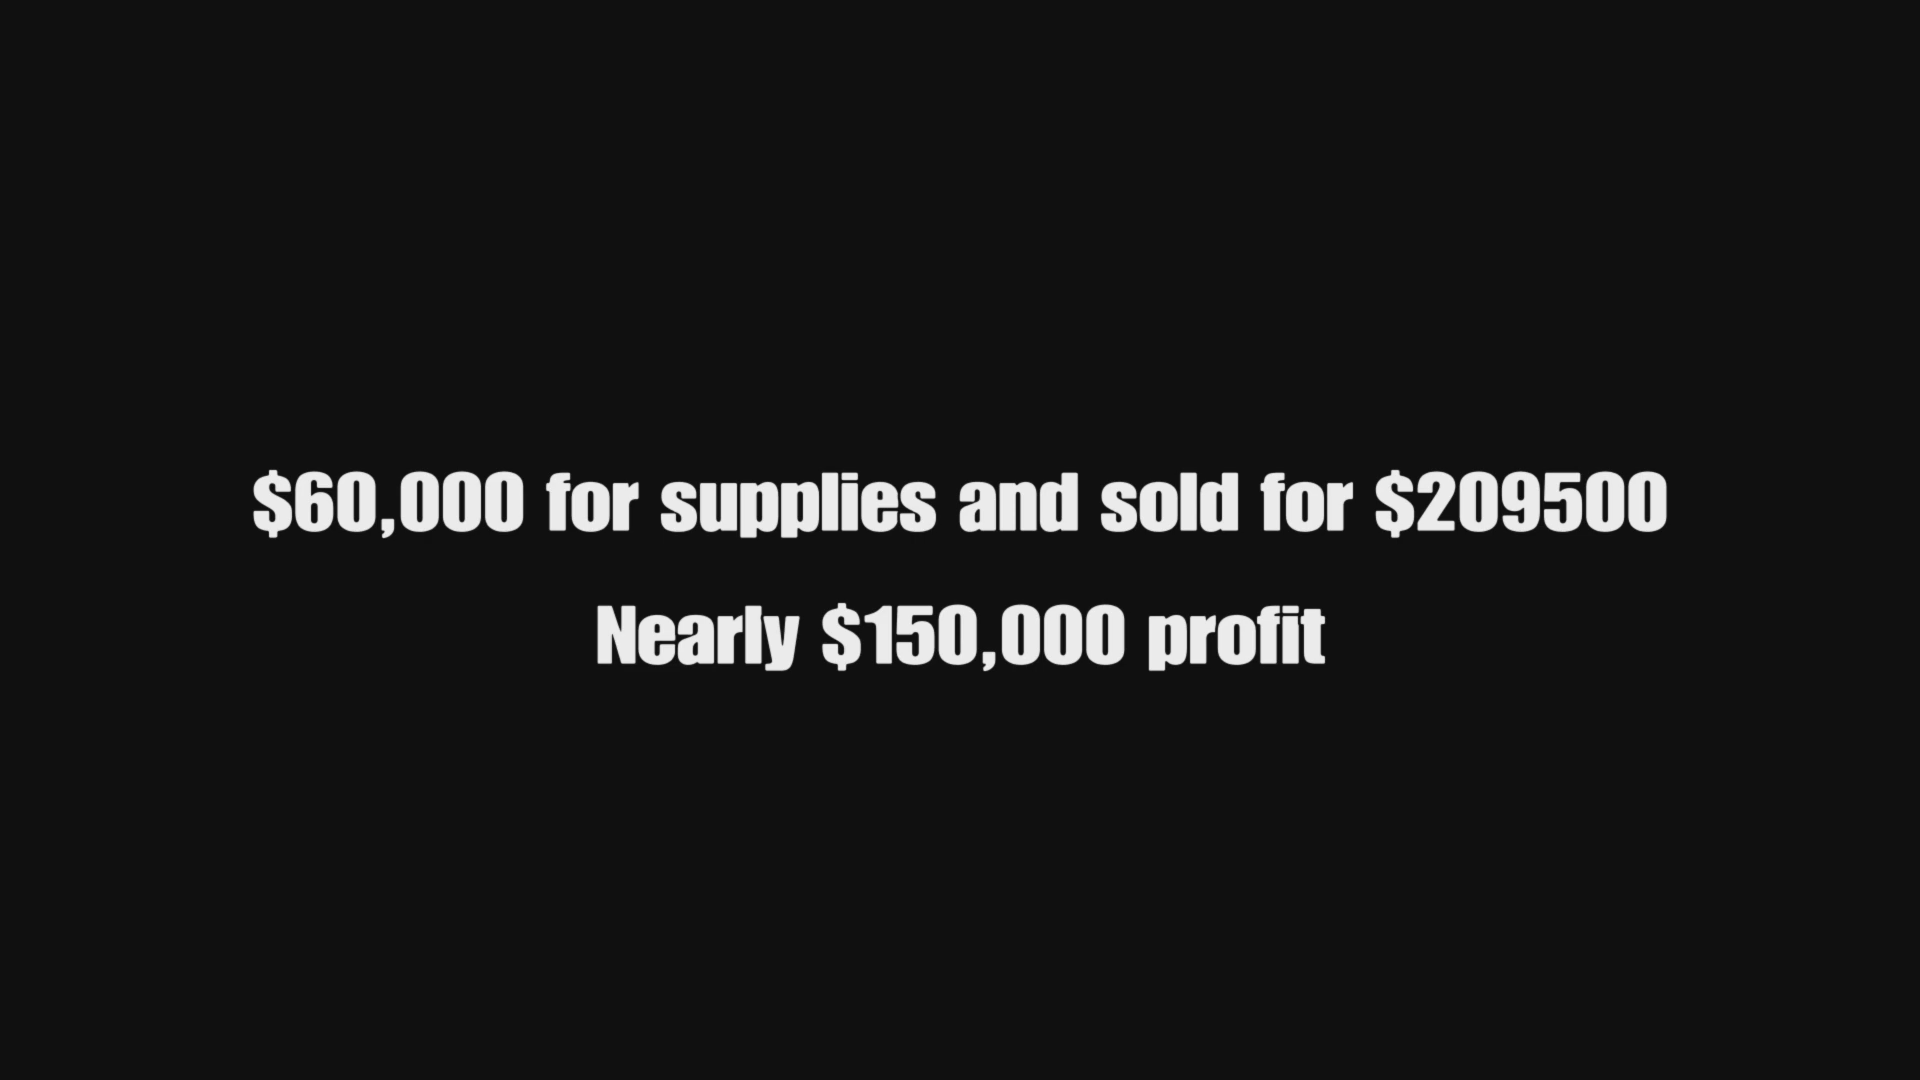 $60,000 for supplies and sold for $209500
Nearly $150,000 profit